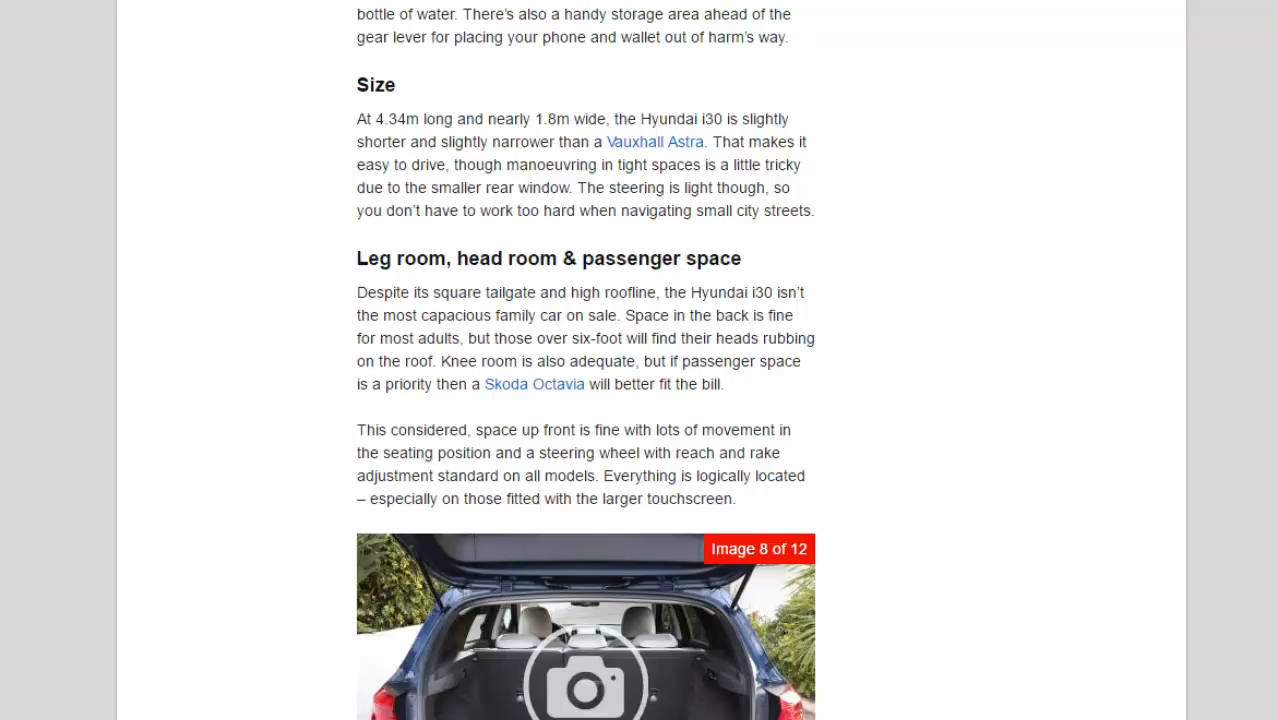 bottle of water. There’s also a handy storage area ahead of the
gear lever for placing your phone and wallet out of harm’s way.
Size
At 4.34m long and nearly 1.8m wide, the Hyundai i30 is slightly
shorter and slightly narrower than a Vauxhall Astra. That makes it
easy to drive, though manoeuvring in tight spaces is a little tricky
due to the smaller rear window. The steering is light though, so
you don’t have to work too hard when navigating small city streets.
Leg room, head room & passenger space
Despite its square tailgate and high roofline, the Hyundai i30 isn’t
the most capacious family car on sale. Space in the back is fine
for most adults, but those over six-foot will find their heads rubbing
on the roof. Knee room is also adequate, but if passenger space
is a priority then a Skoda Octavia will better fit the bill.
This considered, space up front is fine with lots of movement in
the seating position and a steering wheel with reach and rake
adjustment standard on all models. Everything is logically located
– especially on those fitted with the larger touchscreen.
Image 8 of 12